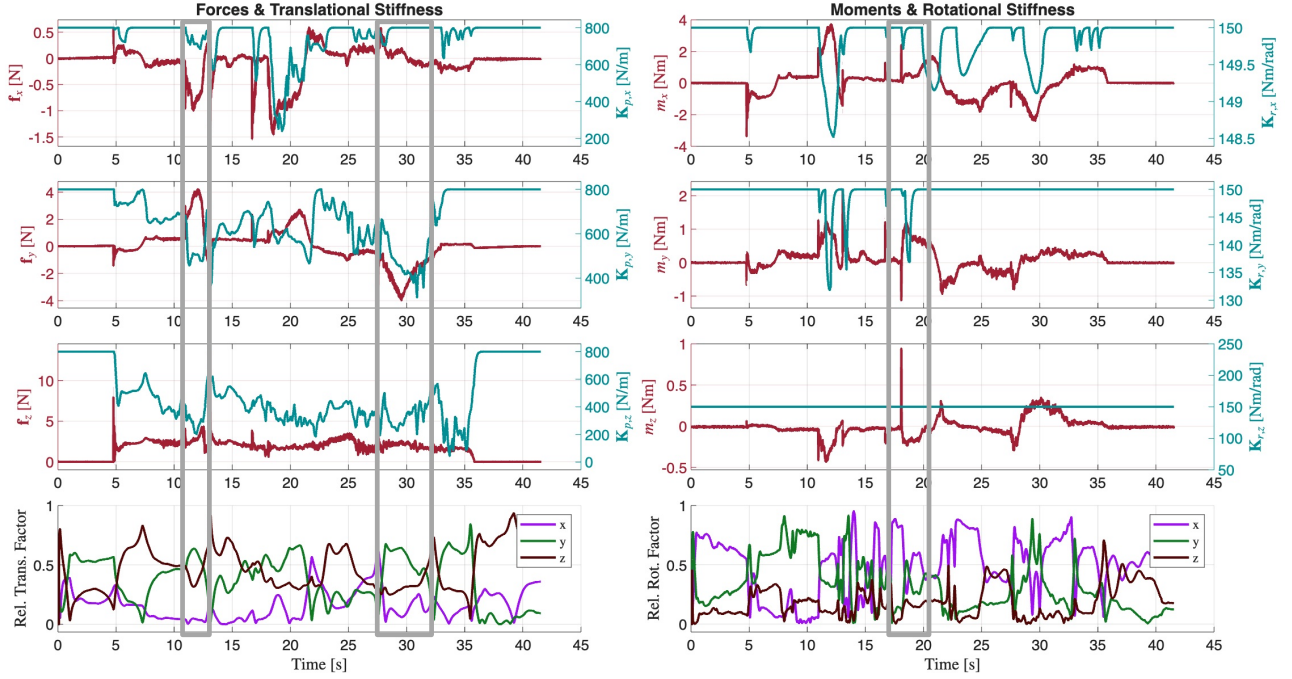 Forces & Translational Stiffness
0.5
0
-0.5
-1
-1.5
f_x [N]
800
600
400
200
K_{p,x} [N/m]
0 5 10 15 20 25 30 35 40 45
4
2
0
-2
-4
f_y [N]
800
600
400
K_{p,y} [N/m]
0 5 10 15 20 25 30 35 40 45
10
5
0
f_z [N]
800
600
400
200
0
K_{p,z} [N/m]
0 5 10 15 20 25 30 35 40 45
1
0.5
0
Rel. Trans. Factor
x
y
z
0 5 10 15 20 25 30 35 40 45
Time [s]
Moments & Rotational Stiffness
4
2
0
-2
-4
m_x [Nm]
150
149.5
149
148.5
K_{r,x} [Nm/rad]
0 5 10 15 20 25 30 35 40 45
2
1
0
-1
m_y [Nm]
150
145
140
135
130
K_{r,y} [Nm/rad]
0 5 10 15 20 25 30 35 40 45
1
0.5
0
-0.5
m_z [Nm]
250
200
150
100
50
K_{r,z} [Nm/rad]
0 5 10 15 20 25 30 35 40 45
1
0.5
0
Rel. Rot. Factor
x
y
z
0 5 10 15 20 25 30 35 40 45
Time [s]